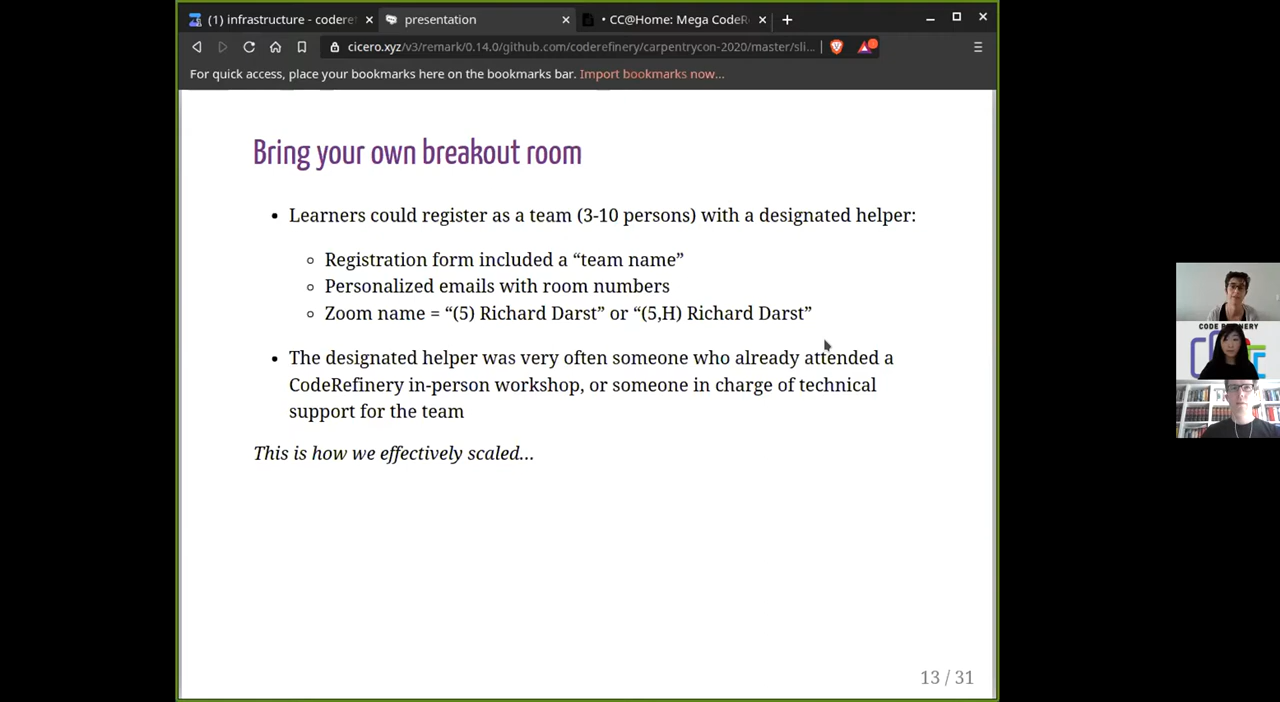 (1) infrastructure - coderef
presentation
• CC@Home: Mega CodeRe
cicero.xyz/v3/remark/0.14.0/github.com/coderefinery/carpentrycon-2020/master/sli...
For quick access, place your bookmarks here on the bookmarks bar. Import bookmarks now...
Bring your own breakout room
• Learners could register as a team (3-10 persons) with a designated helper:
◦ Registration form included a “team name”
◦ Personalized emails with room numbers
◦ Zoom name = “(5) Richard Darst” or “(5,H) Richard Darst”
• The designated helper was very often someone who already attended a
CodeRefinery in-person workshop, or someone in charge of technical
support for the team
This is how we effectively scaled...
13 / 31
CODE REFINERY